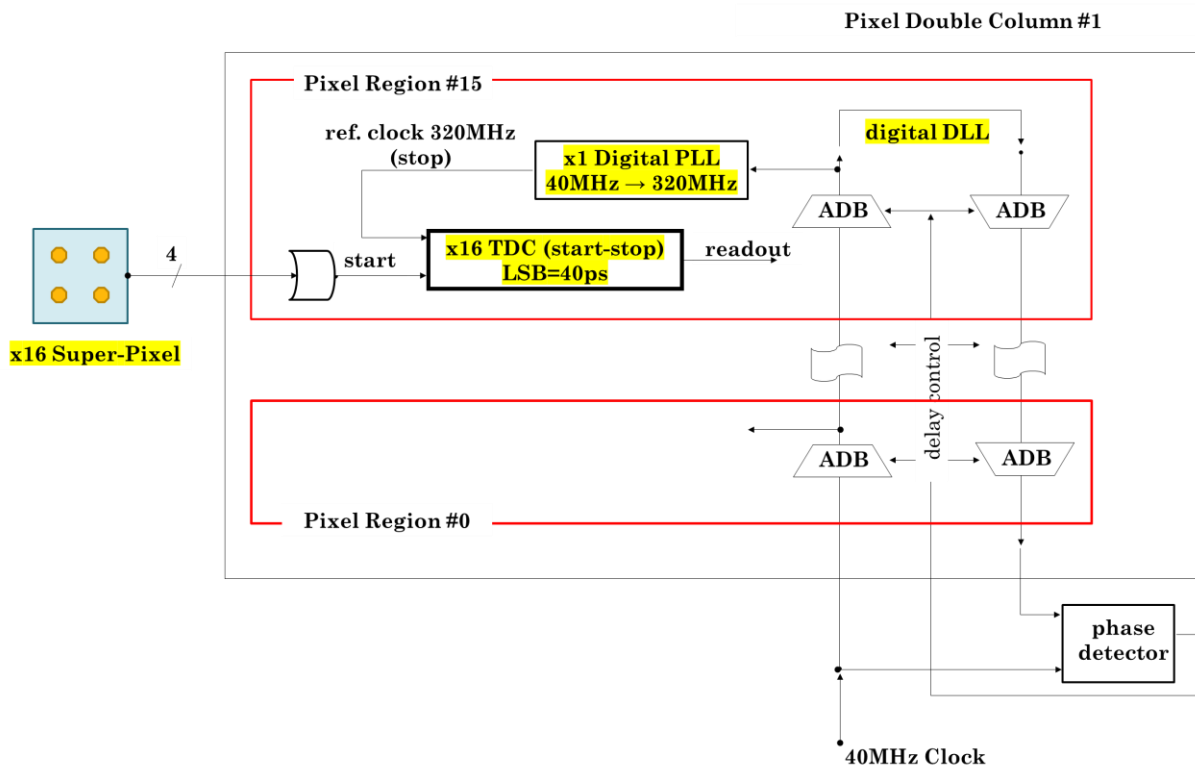 Pixel Double Column #1
Pixel Region #15
ref. clock 320MHz
(stop)
x1 Digital PLL
40MHz → 320MHz
digital DLL
ADB
ADB
4
start
x16 TDC (start-stop)
LSB=40ps
readout
x16 Super-Pixel
delay control
ADB
ADB
Pixel Region #0
phase
detector
40MHz Clock